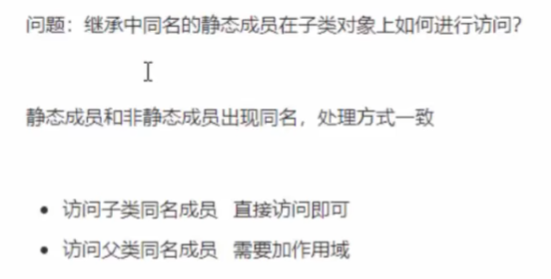 问题：继承中同名的静态成员在子类对象上如何进行访问？
静态成员和非静态成员出现同名，处理方式一致
• 访问子类同名成员 直接访问即可
• 访问父类同名成员 需要加作用域